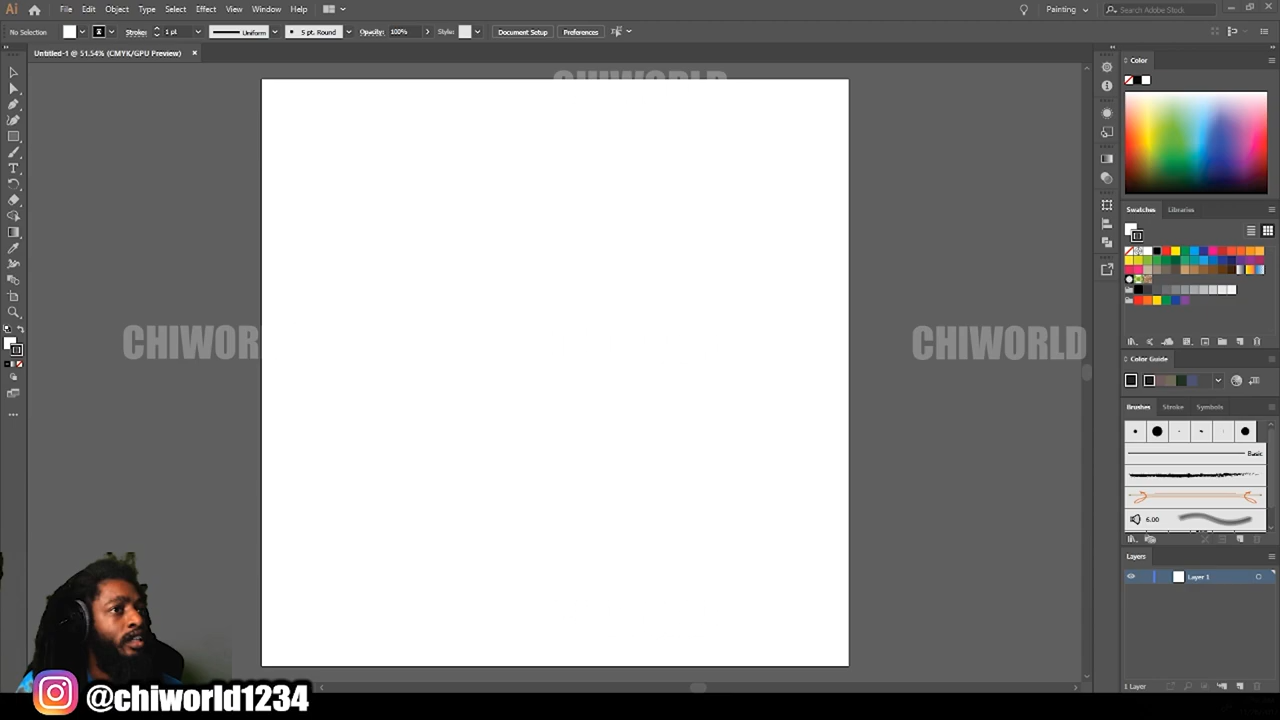 Ai File Edit Object Type Select Effect View Window Help Painting Search Adobe Stock
No Selection Stroke: 1 pt Uniform 5 pt. Round Opacity: 100% Style: Document Setup Preferences
Untitled-1 @ 51.54% (CMYK/GPU Preview) ×
Color
CHIWORLD
Swatches Libraries
CHIWOR CHIWORLD
Color Guide
Brushes Stroke Symbols
Basic
6.00
Layers
Layer 1
1 Layer
@chiworld1234